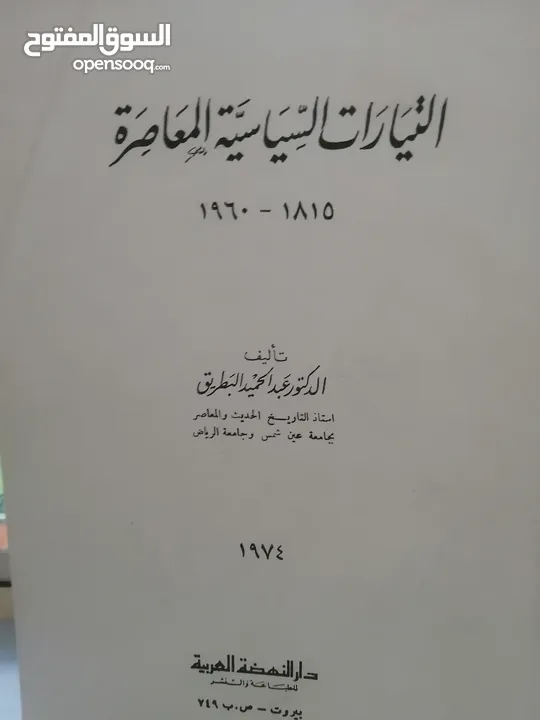 السوق المفتوح
opensooq.com
التيارات السياسية المعاصرة
١٨١٥ - ١٩٦٠
تأليف
الدكتور عبد الحميد البطريق
استاذ التاريخ الحديث والمعاصر
بجامعة عين شمس وجامعة الرياض
١٩٧٤
دار النهضة العربية
للطباعة والنشر
بيروت - ص.ب ٧٤٩